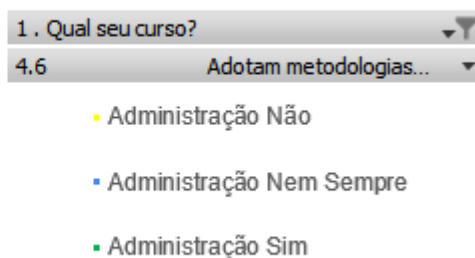 1 . Qual seu curso?
4.6 Adotam metodologias...
Administração Não
Administração Nem Sempre
Administração Sim